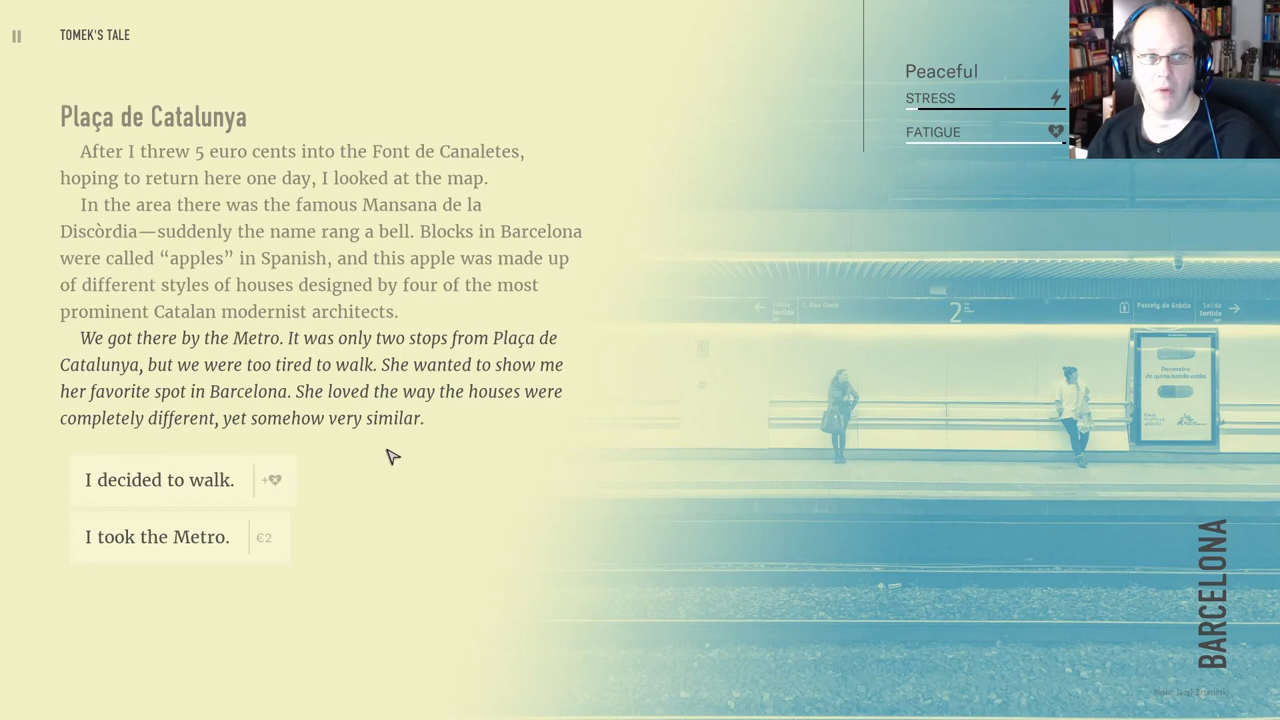 TOMEK'S TALE
Peaceful
STRESS
FATIGUE
Plaça de Catalunya
After I threw 5 euro cents into the Font de Canaletes,
hoping to return here one day, I looked at the map.
In the area there was the famous Mansana de la
Discòrdia—suddenly the name rang a bell. Blocks in Barcelona
were called “apples” in Spanish, and this apple was made up
of different styles of houses designed by four of the most
prominent Catalan modernist architects.
We got there by the Metro. It was only two stops from Plaça de
Catalunya, but we were too tired to walk. She wanted to show me
her favorite spot in Barcelona. She loved the way the houses were
completely different, yet somehow very similar.
I decided to walk. +
I took the Metro. €2
Sortida
2
Passeig de Gràcia
Sortida
BARCELONA